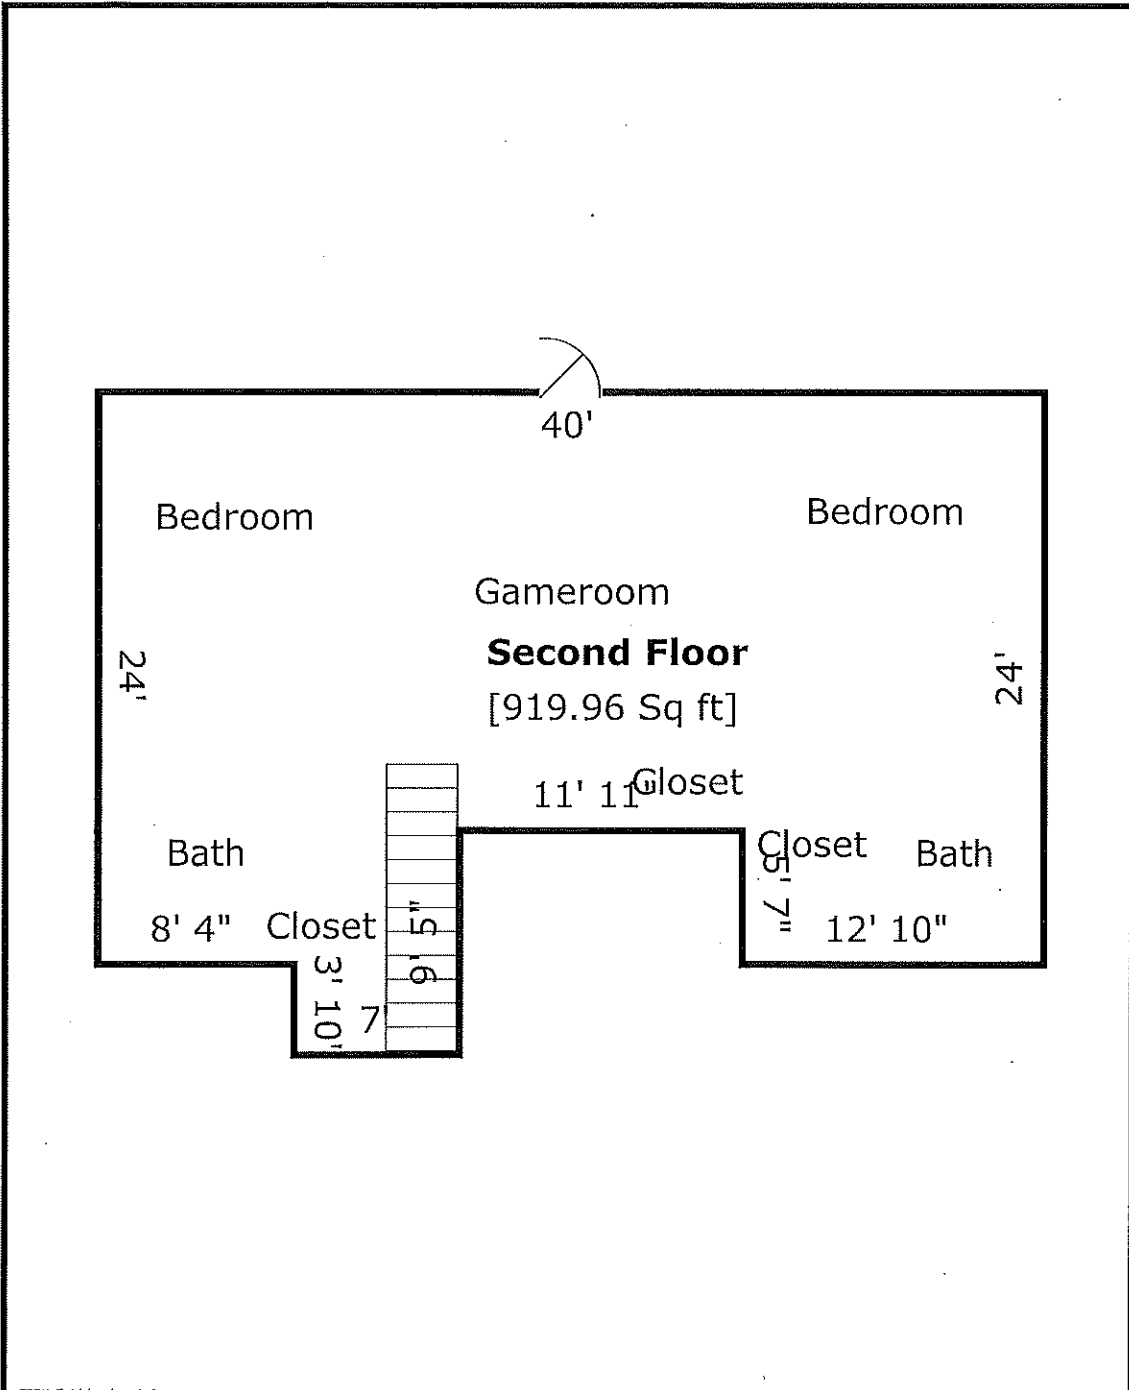 40'
Bedroom
Bedroom
Gameroom
Second Floor
[919.96 Sq ft]
24'
24'
11' 11"
Closet
Bath
Closet
Bath
5' 7"
8' 4"
Closet
9' 5"
12' 10"
3' 10'
7'